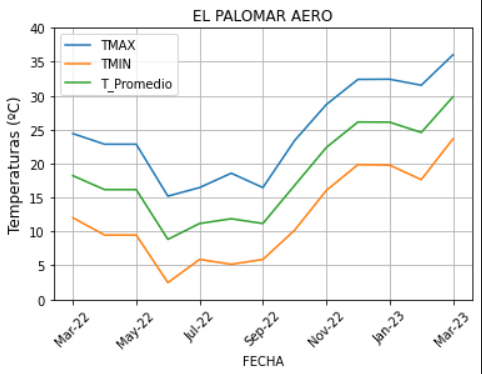 EL PALOMAR AERO
40
35
30
25
20
15
10
5
0
Temperaturas (ºC)
TMAX
TMIN
T_Promedio
Mar-22
May-22
Jul-22
Sep-22
Nov-22
Jan-23
Mar-23
FECHA